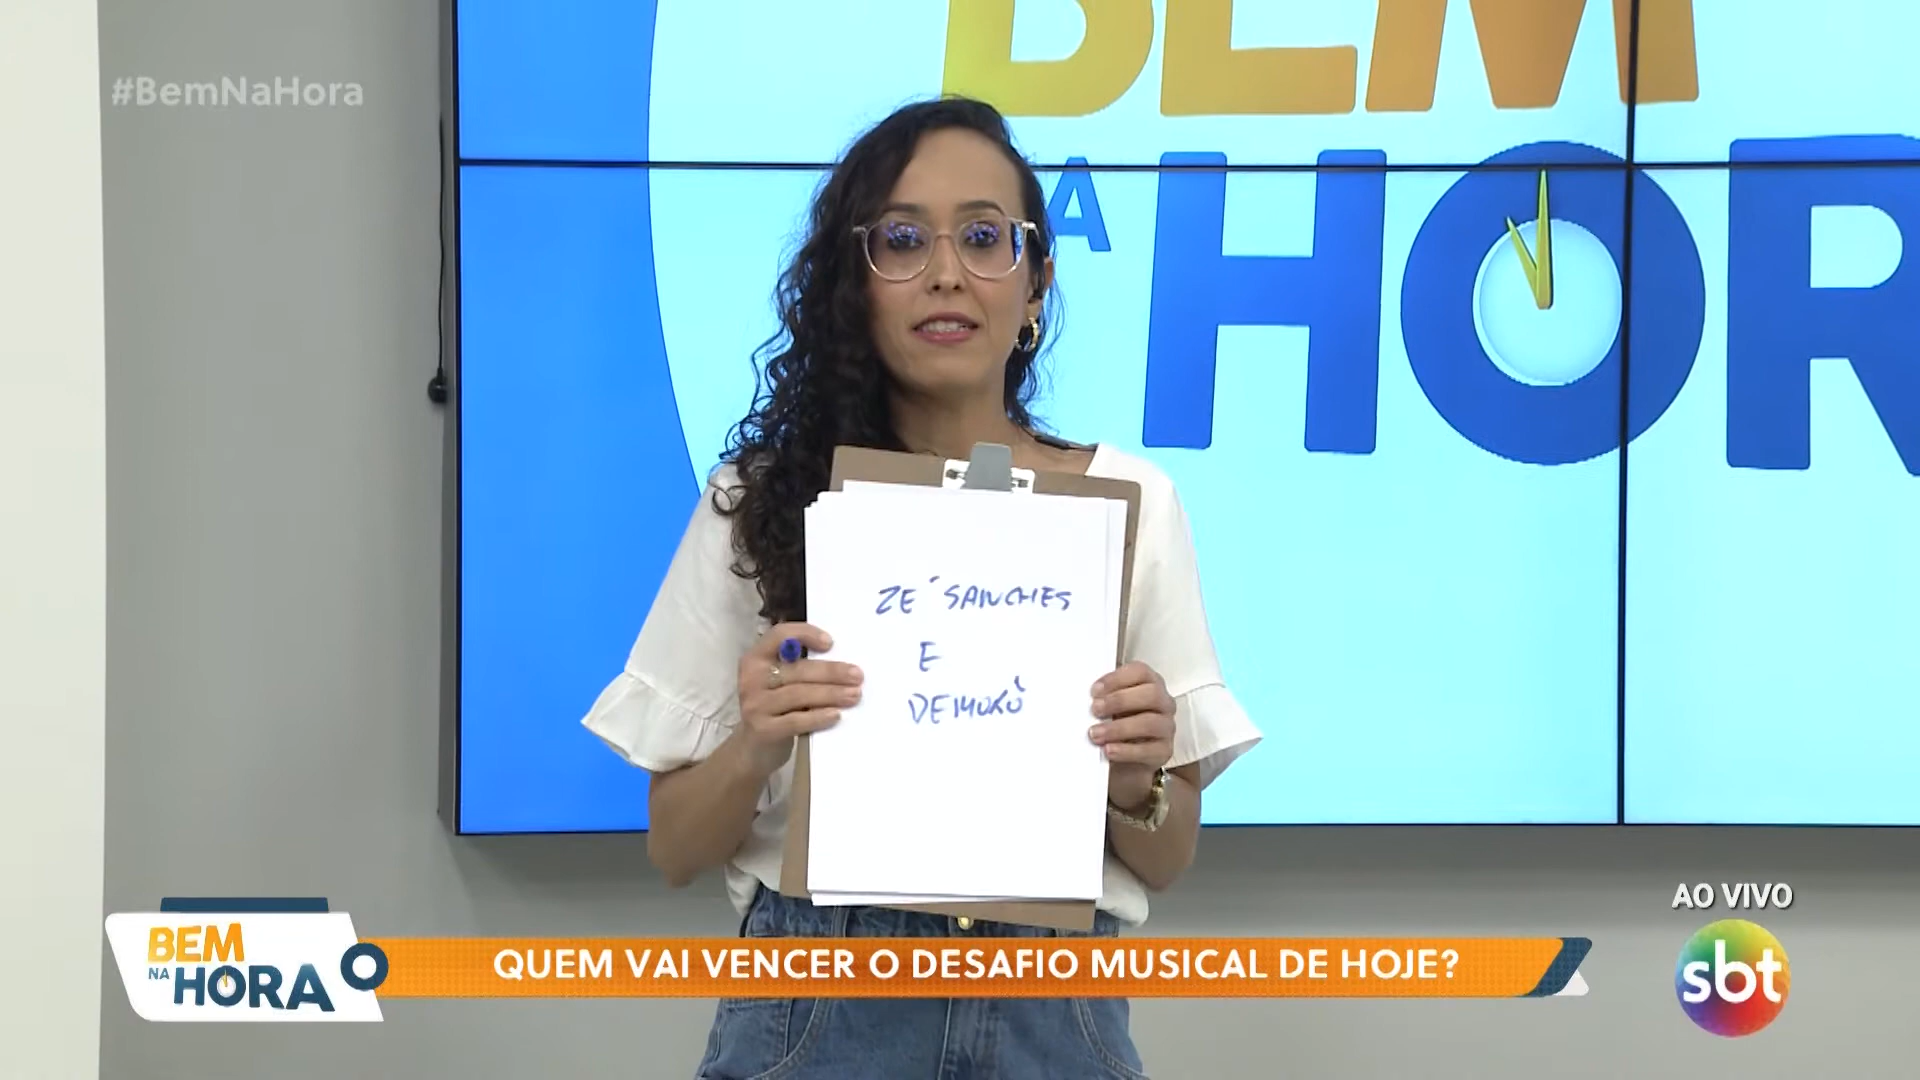 #BemNaHora
BEM
A HOR
ZÉ SANCHES
E
DEMORÔ
AO VIVO
BEM
NA HORA
QUEM VAI VENCER O DESAFIO MUSICAL DE HOJE?
sbt